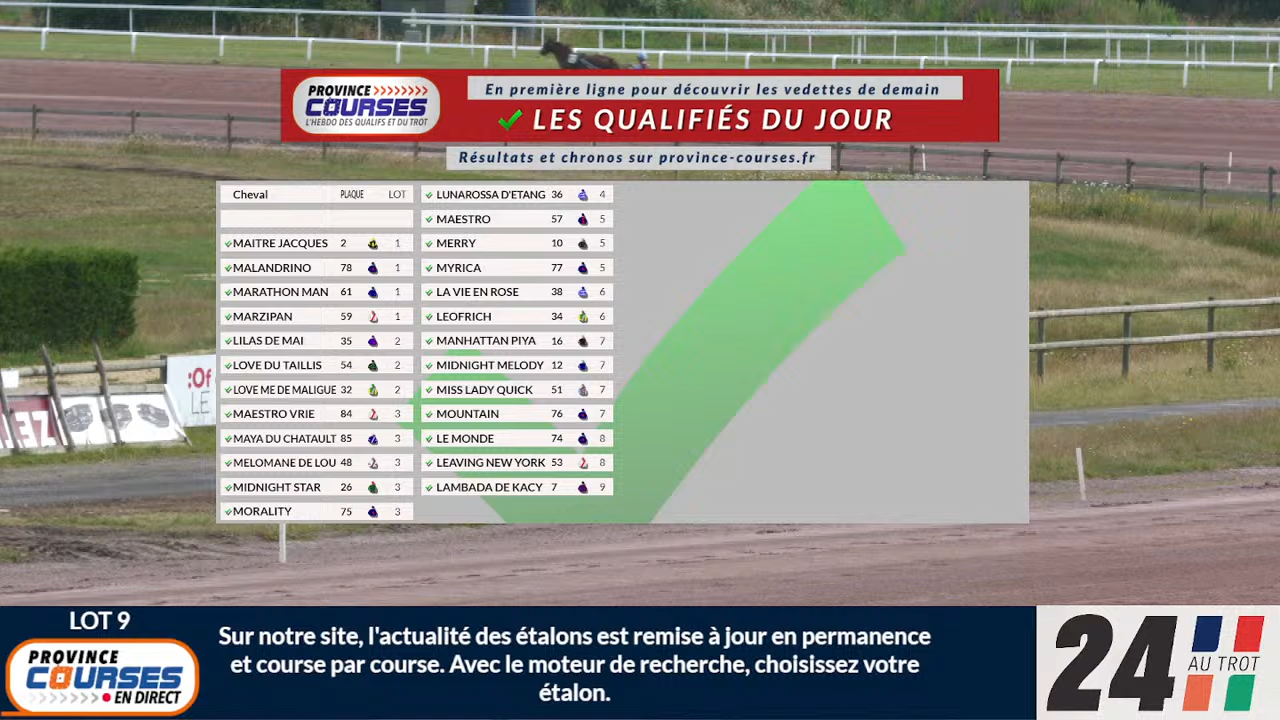 PROVINCE
COURSES
L'HEBDO DES QUALIFS ET DU TROT
En première ligne pour découvrir les vedettes de demain
LES QUALIFIÉS DU JOUR
Résultats et chronos sur province-courses.fr
Cheval PLAQUE LOT
MAITRE JACQUES 2 1
MALANDRINO 78 1
MARATHON MAN 61 1
MARZIPAN 59 1
LILAS DE MAI 35 2
LOVE DU TAILLIS 54 2
LOVE ME DE MALIGUE 32 2
MAESTRO VRIE 84 3
MAYA DU CHATAULT 85 3
MELOMANE DE LOU 48 3
MIDNIGHT STAR 26 3
MORALITY 75 3
LUNAROSSA D'ETANG 36 4
MAESTRO 57 5
MERRY 10 5
MYRICA 77 5
LA VIE EN ROSE 38 6
LEOFRICH 34 6
MANHATTAN PIYA 16 7
MIDNIGHT MELODY 12 7
MISS LADY QUICK 51 7
MOUNTAIN 76 7
LE MONDE 74 8
LEAVING NEW YORK 53 8
LAMBADA DE KACY 7 9
:Of
LE
NEZ
LOT 9
PROVINCE
COURSES
EN DIRECT
Sur notre site, l'actualité des étalons est remise à jour en permanence
et course par course. Avec le moteur de recherche, choisissez votre
étalon.
24
AU TROT